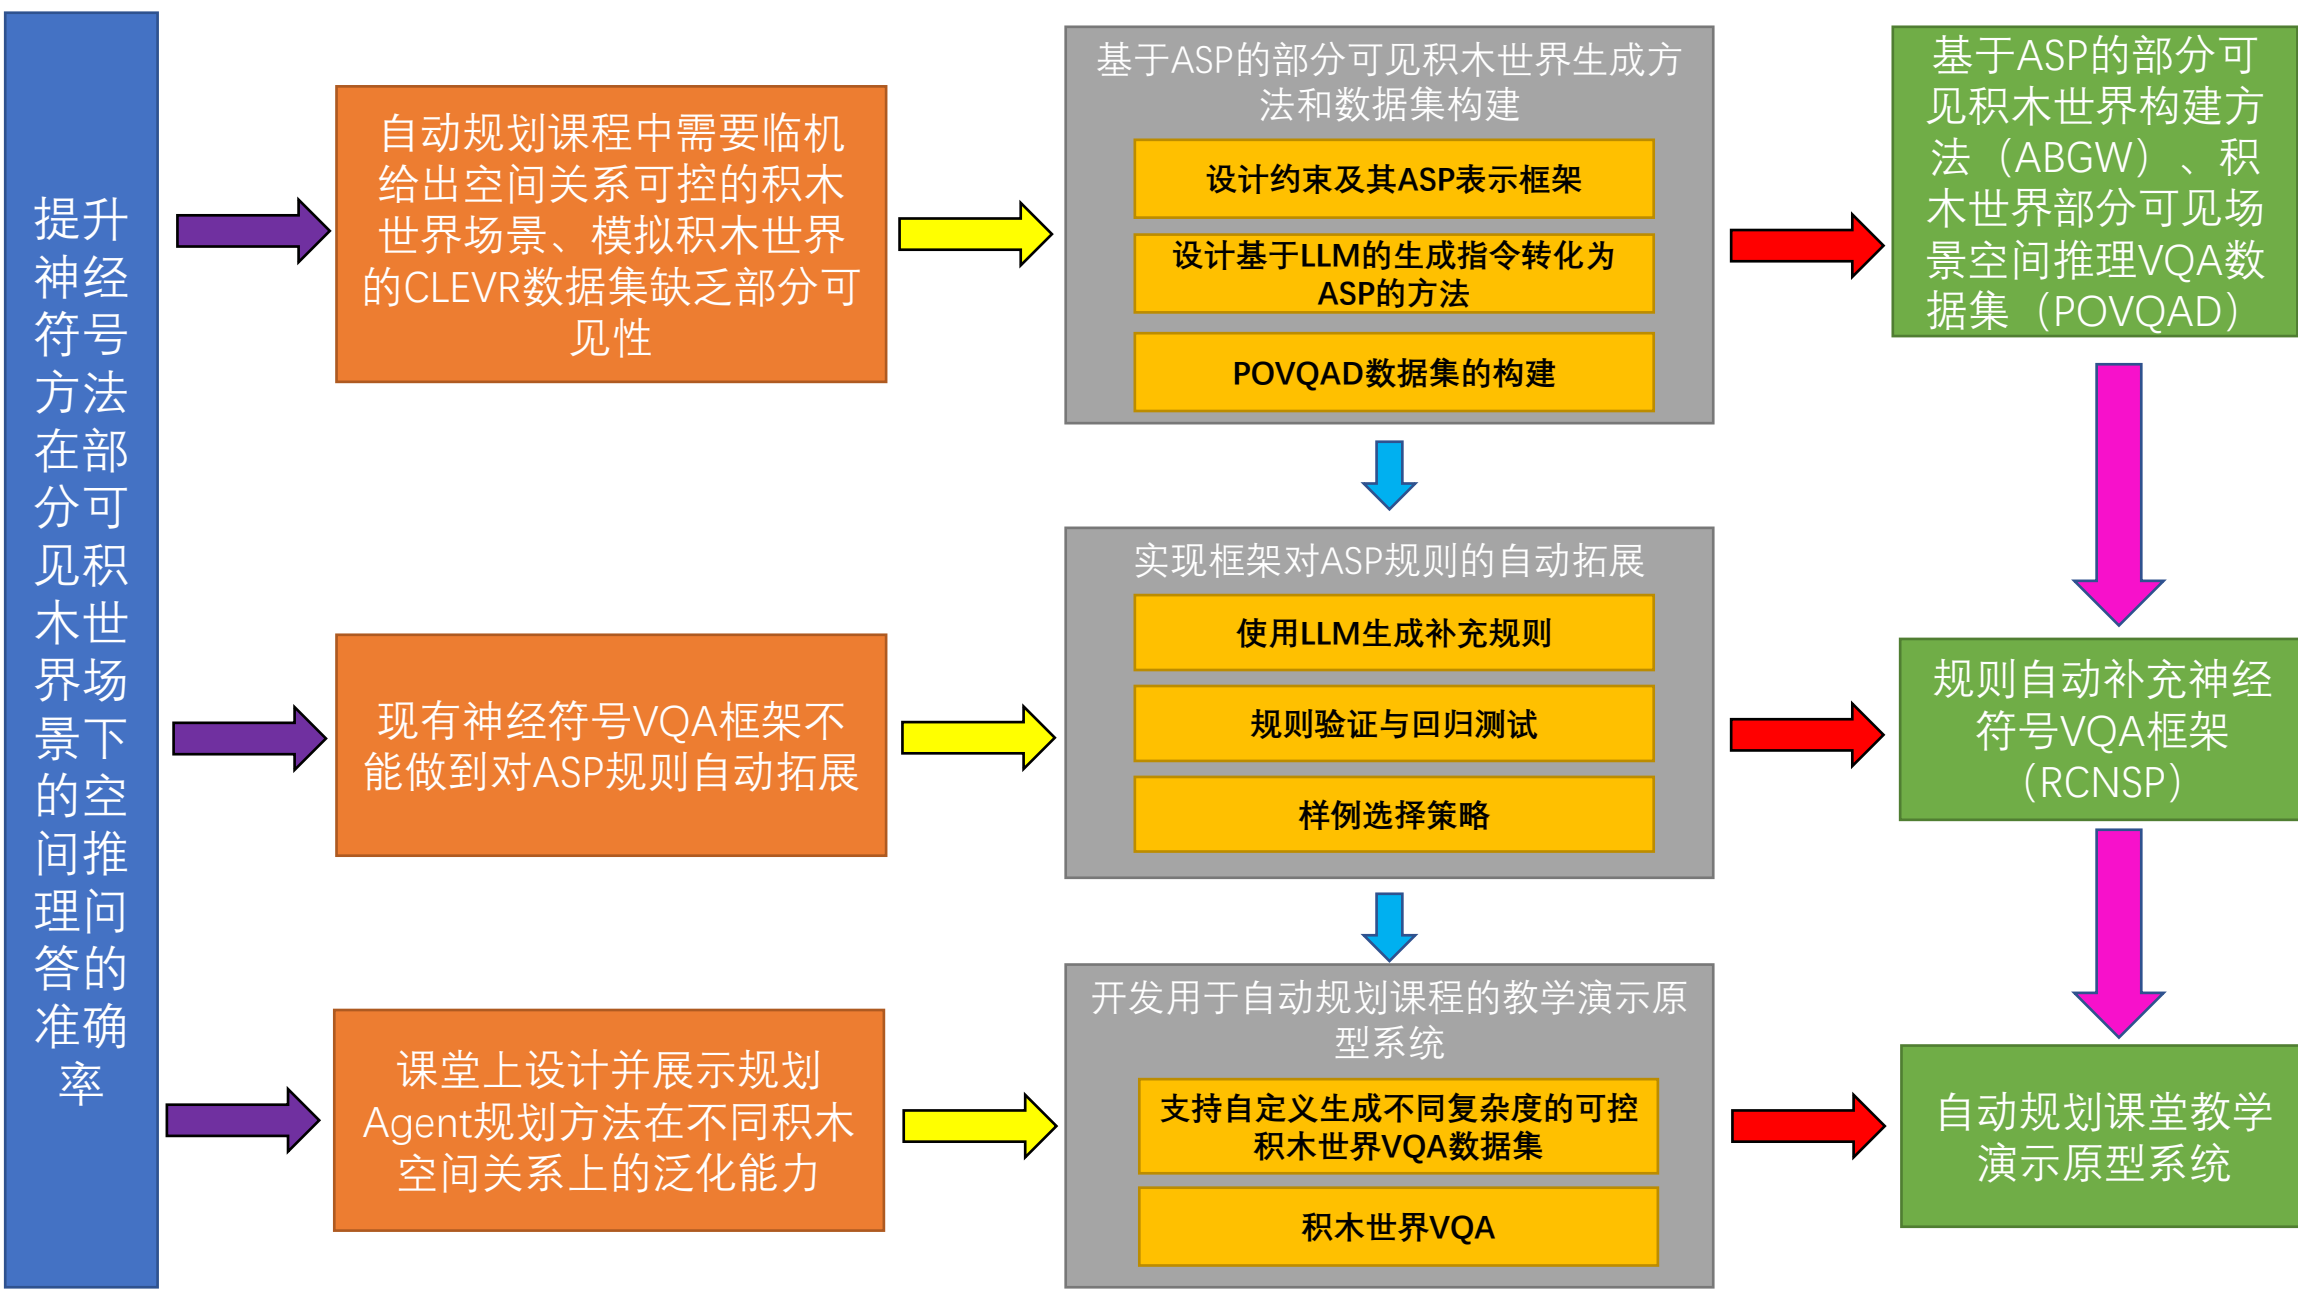 提升
神经
符号
方法
在部
分可
见积
木世
界场
景下
的空
间推
理问
答的
准确
率
自动规划课程中需要临机
给出空间关系可控的积木
世界场景、模拟积木世界
的CLEVR数据集缺乏部分可
见性
基于ASP的部分可见积木世界生成方
法和数据集构建
设计约束及其ASP表示框架
设计基于LLM的生成指令转化为
ASP的方法
POVQAD数据集的构建
基于ASP的部分可
见积木世界构建方
法（ABGW）、积
木世界部分可见场
景空间推理VQA数
据集（POVQAD）
现有神经符号VQA框架不
能做到对ASP规则自动拓展
实现框架对ASP规则的自动拓展
使用LLM生成补充规则
规则验证与回归测试
样例选择策略
规则自动补充神经
符号VQA框架
（RCNSP）
课堂上设计并展示规划
Agent规划方法在不同积木
空间关系上的泛化能力
开发用于自动规划课程的教学演示原
型系统
支持自定义生成不同复杂度的可控
积木世界VQA数据集
积木世界VQA
自动规划课堂教学
演示原型系统